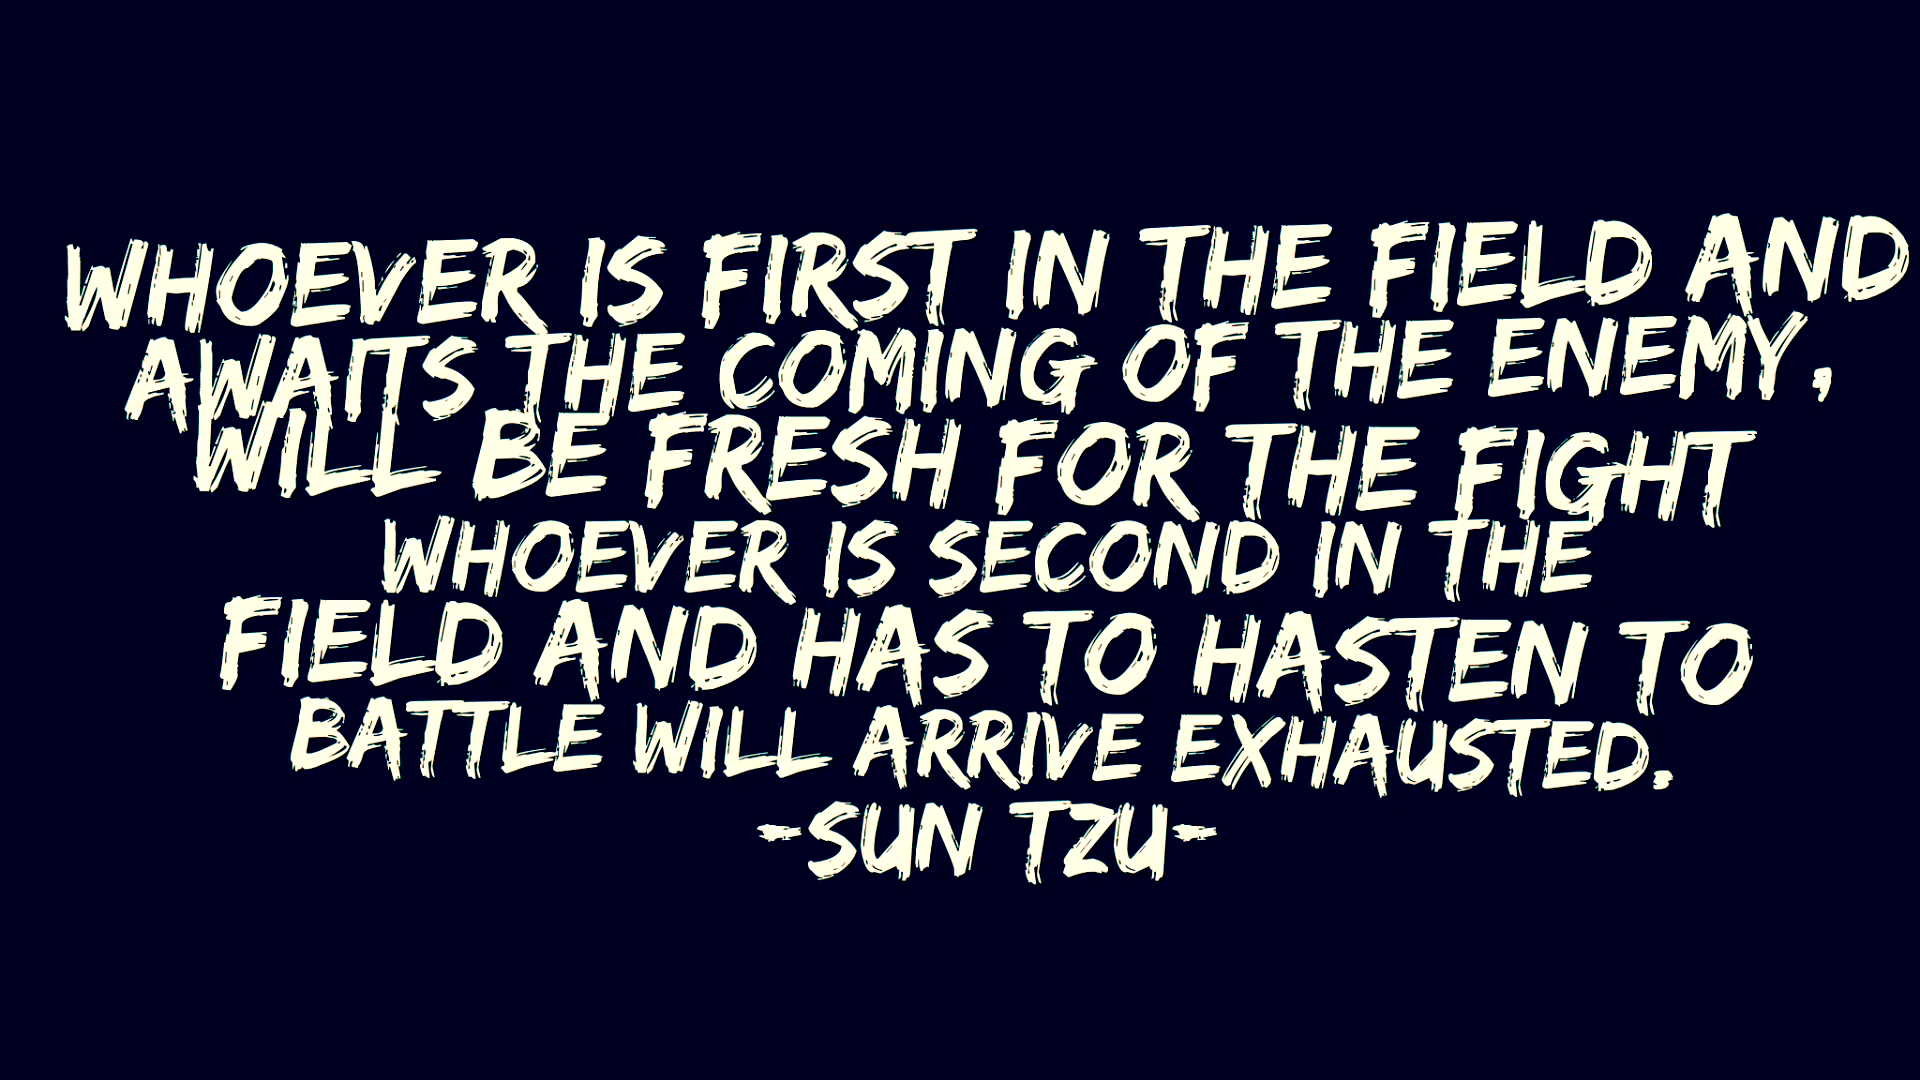 WHOEVER IS FIRST IN THE FIELD AND
AWAITS THE COMING OF THE ENEMY,
WILL BE FRESH FOR THE FIGHT
WHOEVER IS SECOND IN THE
FIELD AND HAS TO HASTEN TO
BATTLE WILL ARRIVE EXHAUSTED.
-SUN TZU-